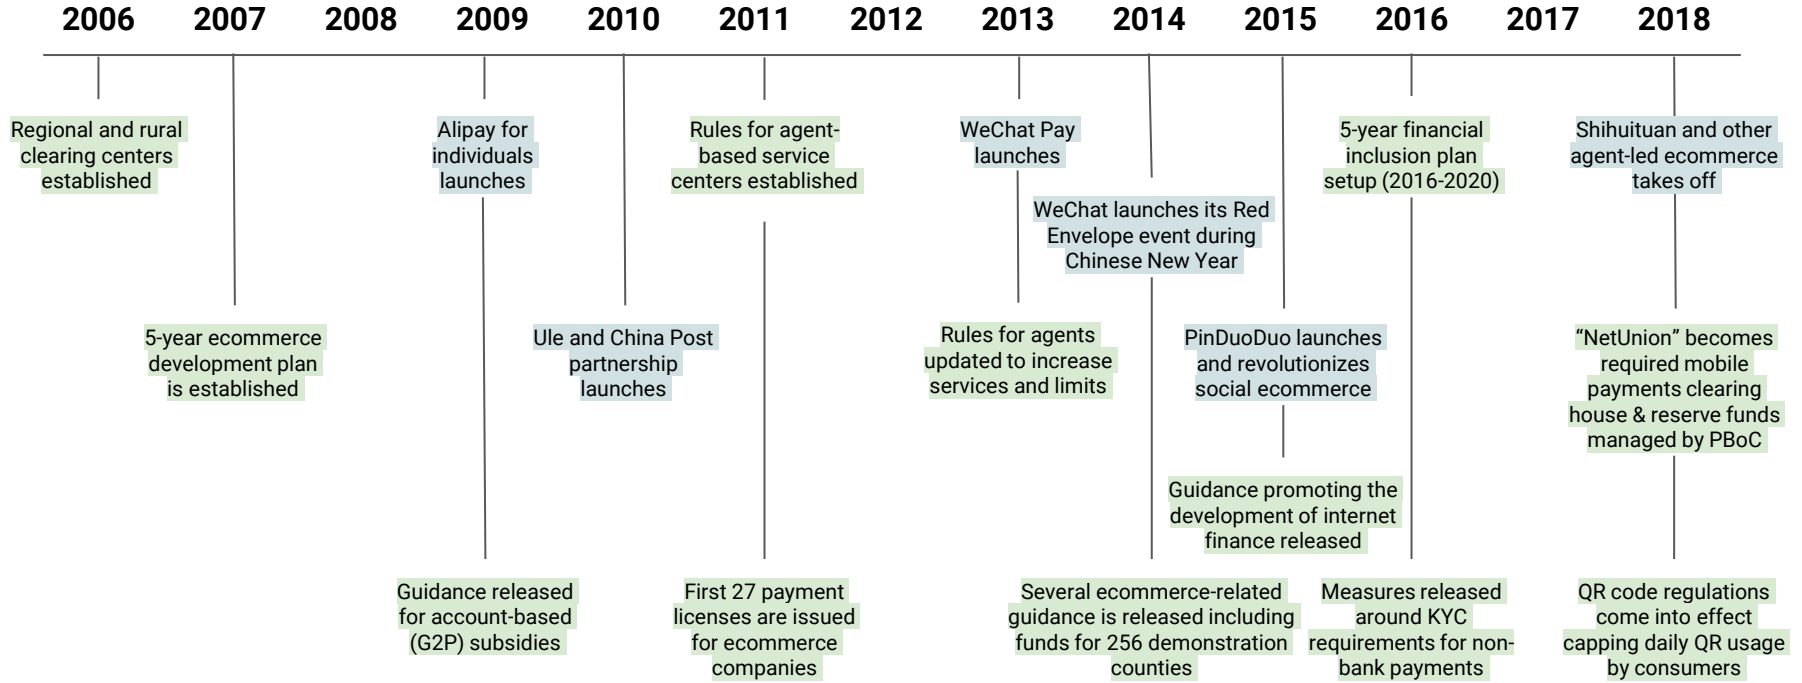 2006 2007 2008 2009 2010 2011 2012 2013 2014 2015 2016 2017 2018
Regional and rural
clearing centers
established
5-year ecommerce
development plan
is established
Alipay for
individuals
launches
Guidance released
for account-based
(G2P) subsidies
Ule and China Post
partnership
launches
Rules for agent-
based service
centers established
First 27 payment
licenses are issued
for ecommerce
companies
WeChat Pay
launches
Rules for agents
updated to increase
services and limits
WeChat launches its Red
Envelope event during
Chinese New Year
Several ecommerce-related
guidance is released including
funds for 256 demonstration
counties
PinDuoDuo launches
and revolutionizes
social ecommerce
Guidance promoting the
development of internet
finance released
5-year financial
inclusion plan
setup (2016-2020)
Measures released
around KYC
requirements for non-
bank payments
Shihuituan and other
agent-led ecommerce
takes off
“NetUnion” becomes
required mobile
payments clearing
house & reserve funds
managed by PBoC
QR code regulations
come into effect
capping daily QR usage
by consumers